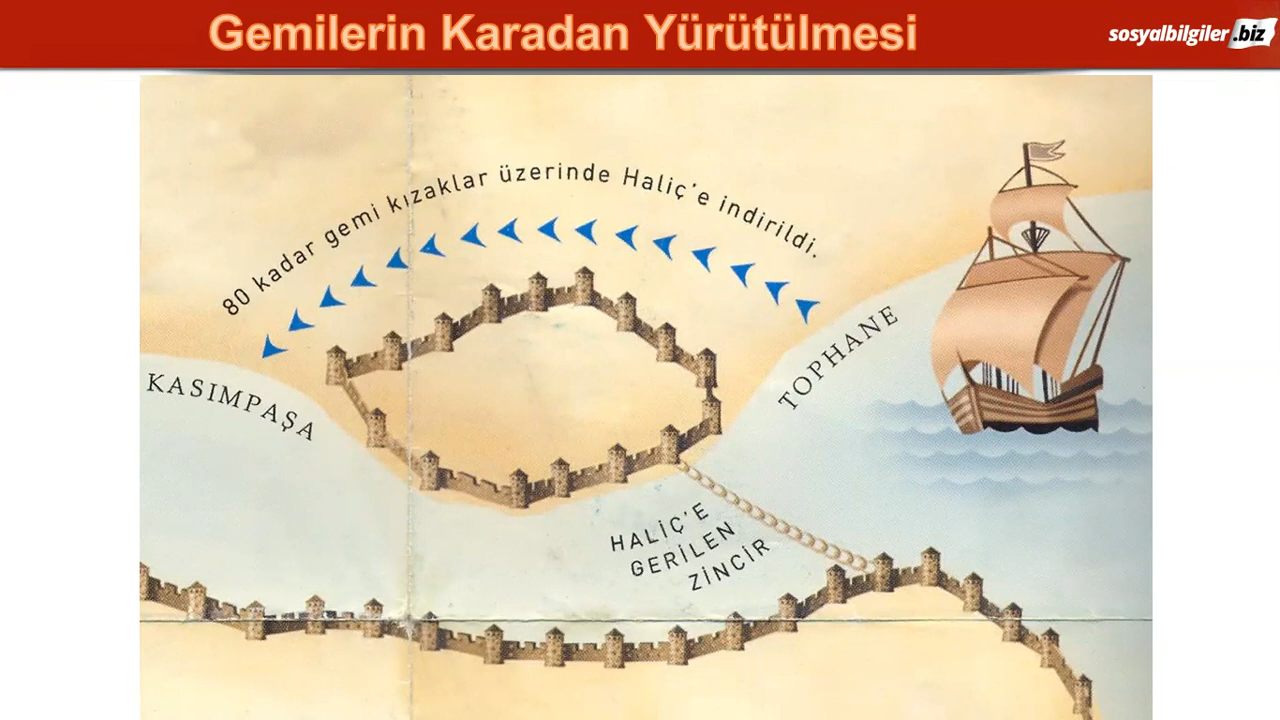 Gemilerin Karadan Yürütülmesi
sosyalbilgiler.biz
80 kadar gemi kızaklar üzerinde Haliç'e indirildi.
TOPHANE
KASIMPAŞA
HALİÇ'E
GERİLEN
ZİNCİR